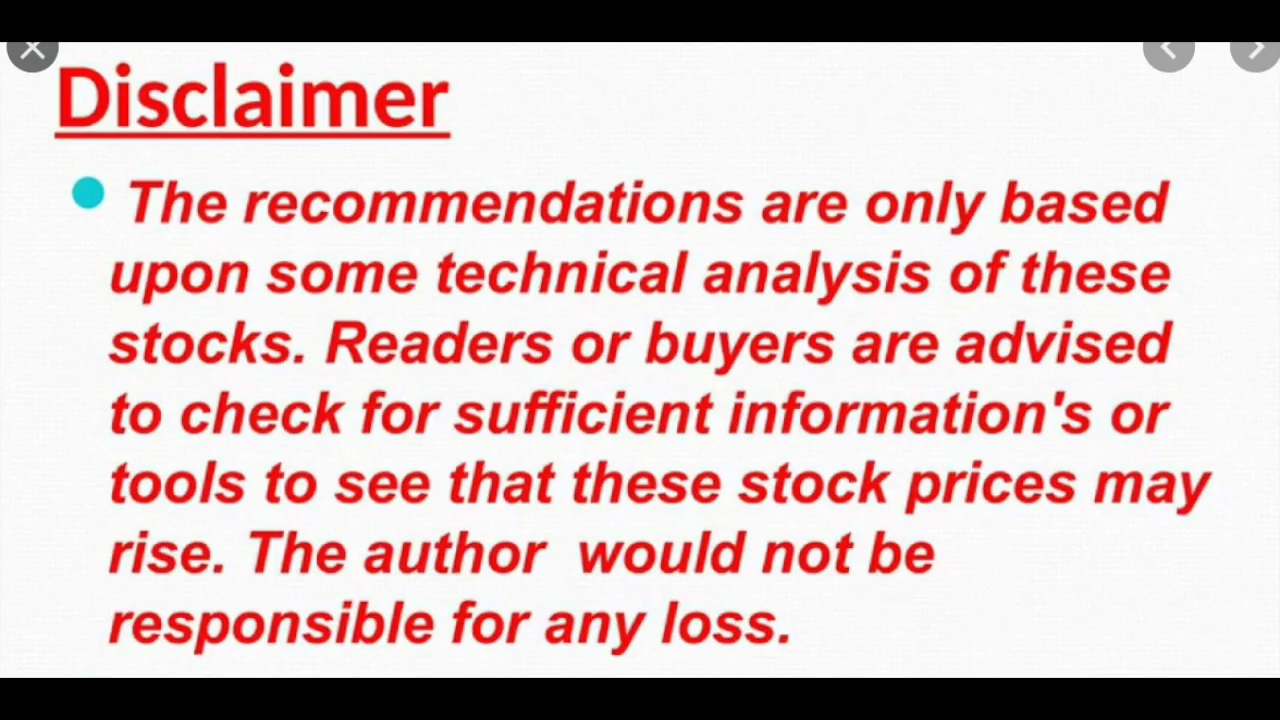 Disclaimer
The recommendations are only based
upon some technical analysis of these
stocks. Readers or buyers are advised
to check for sufficient information's or
tools to see that these stock prices may
rise. The author  would not be
responsible for any loss.